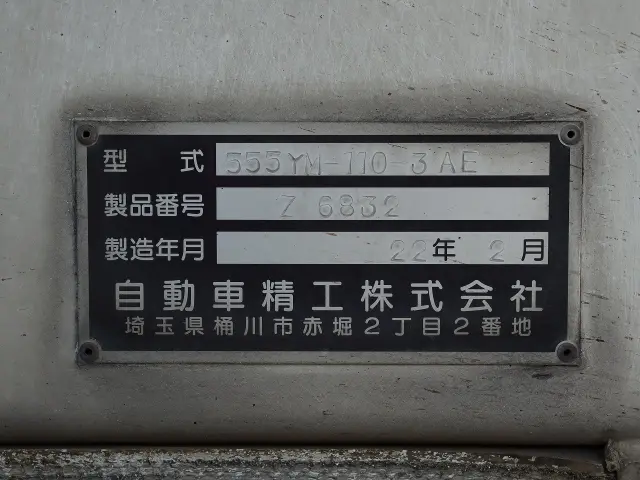 型式 555YM-110-3AE
製品番号 Z 6832
製造年月 22年 2月
自動車精工株式会社
埼玉県桶川市赤堀2丁目2番地